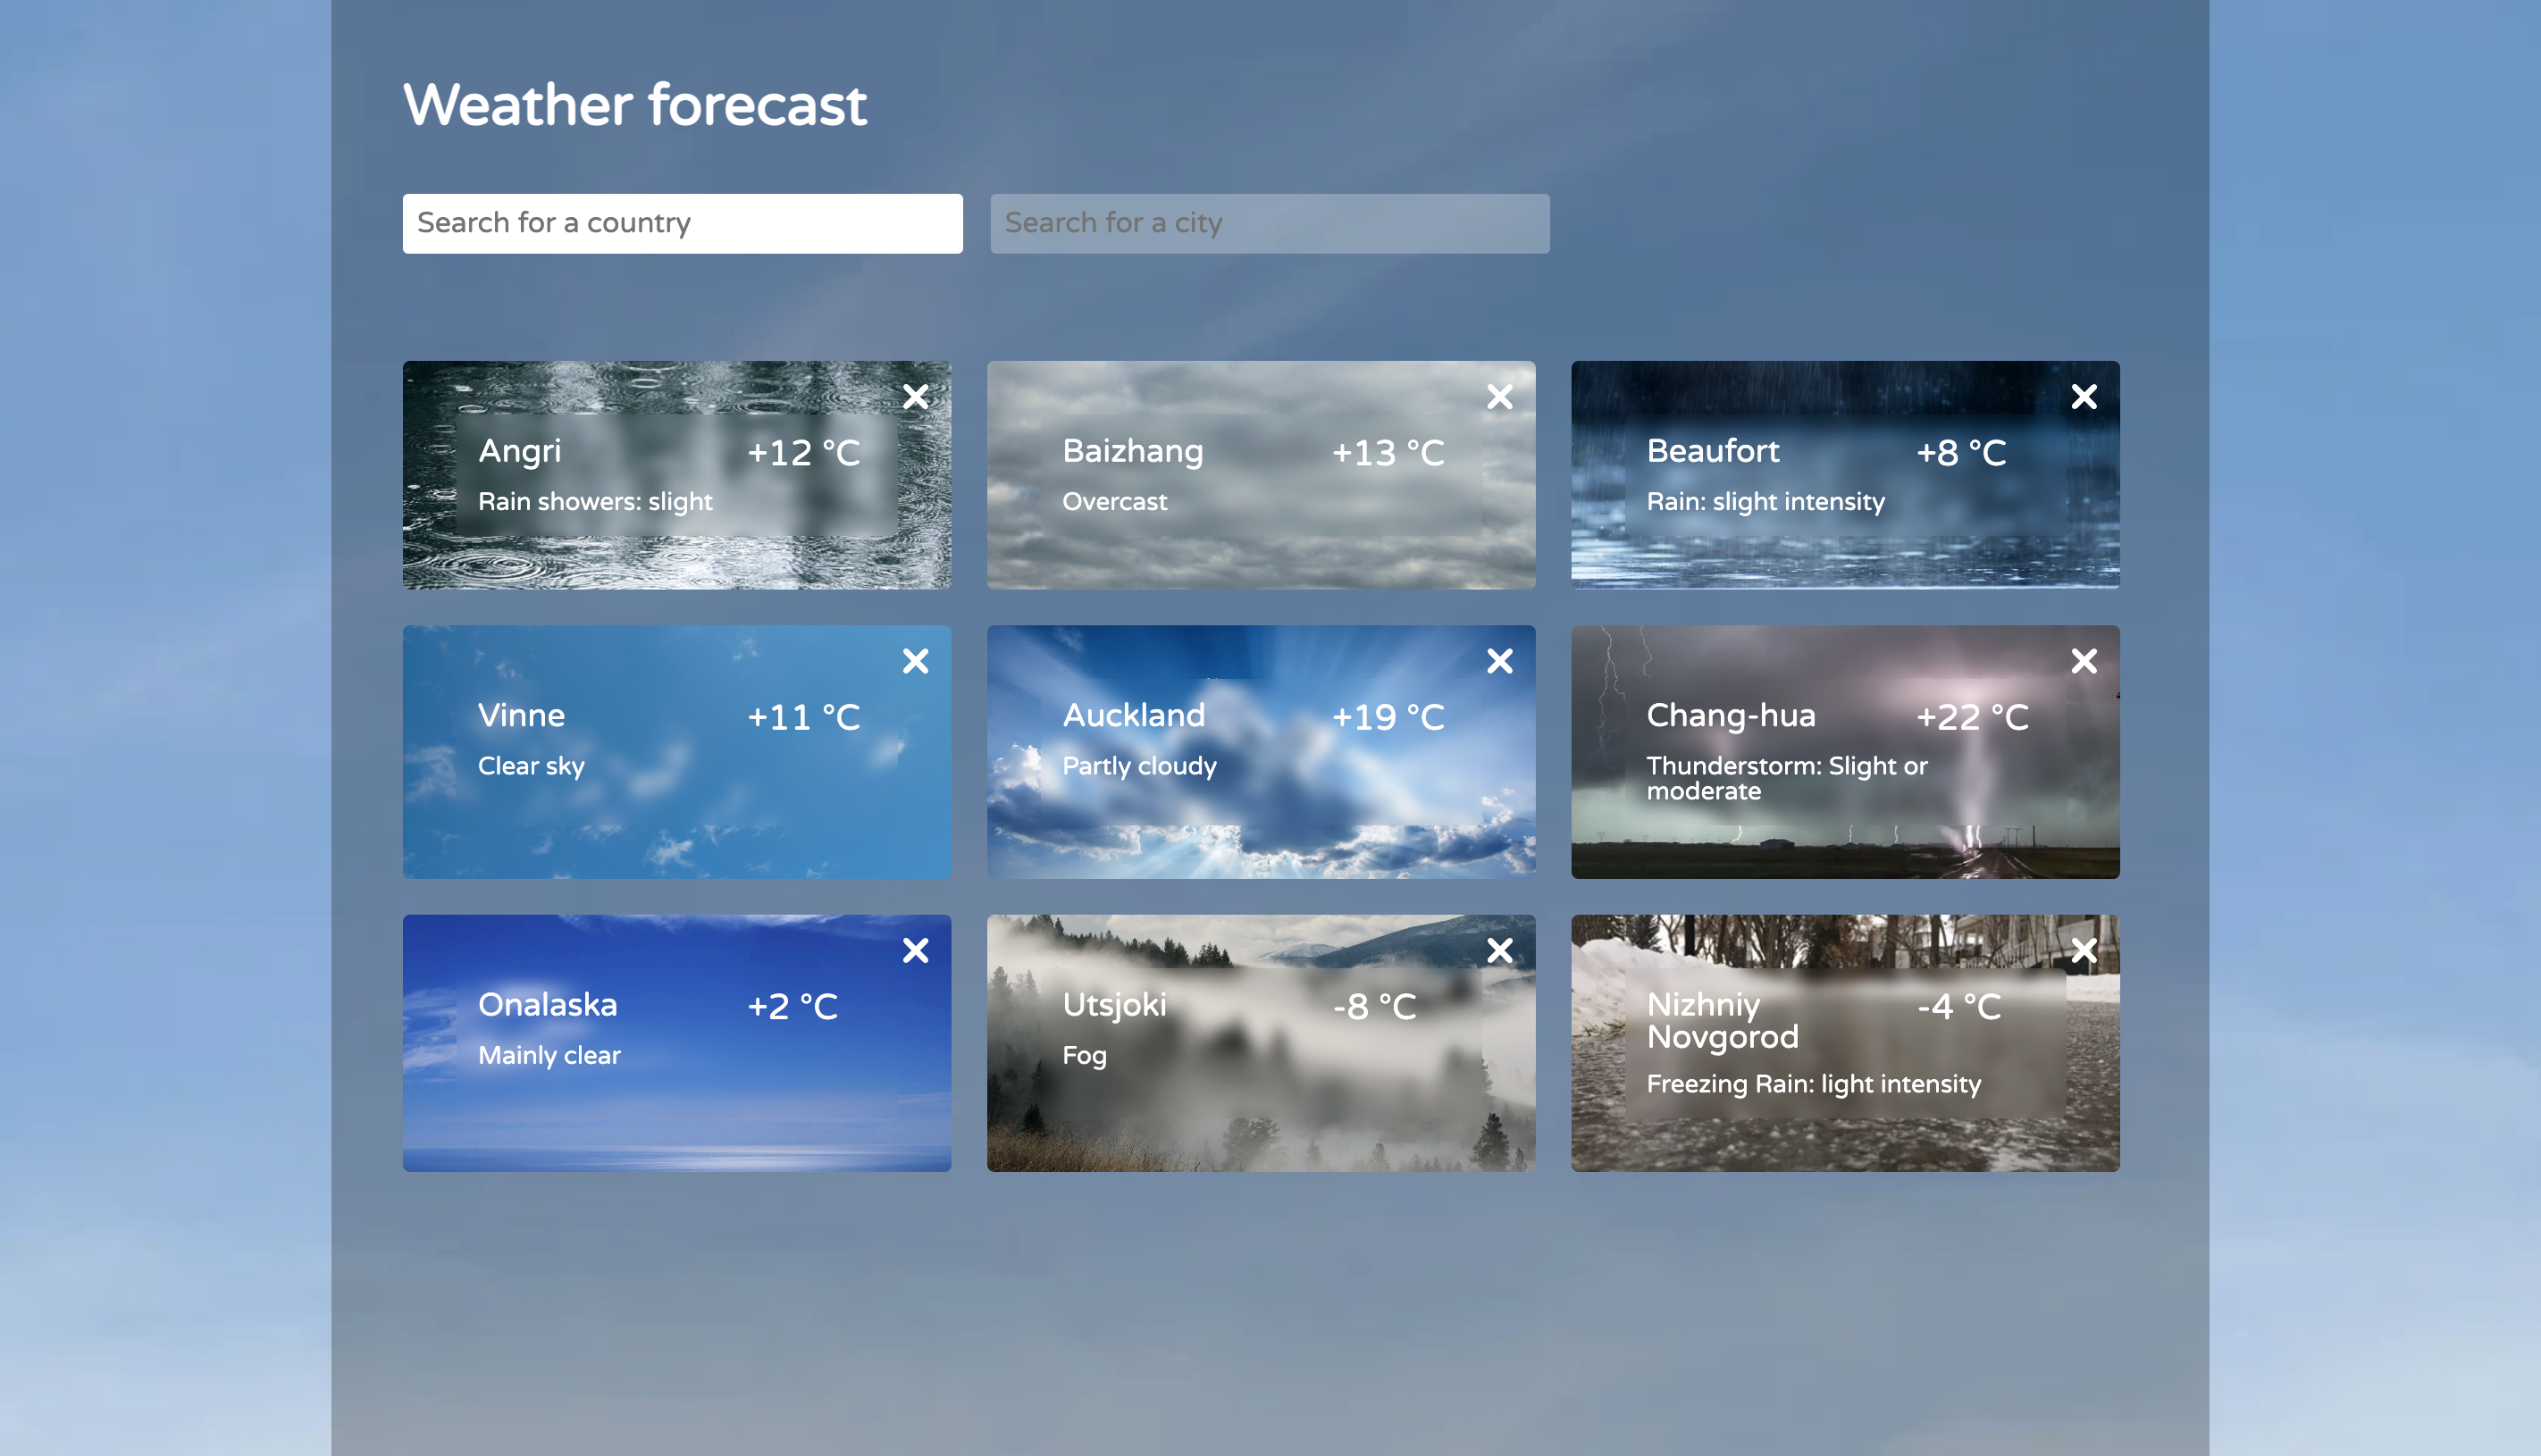 Weather forecast
Search for a country
Search for a city
Angri
+12 °C
Rain showers: slight
Baizhang
+13 °C
Overcast
Beaufort
+8 °C
Rain: slight intensity
Vinne
+11 °C
Clear sky
Auckland
+19 °C
Partly cloudy
Chang-hua
+22 °C
Thunderstorm: Slight or
moderate
Onalaska
+2 °C
Mainly clear
Utsjoki
-8 °C
Fog
Nizhniy
Novgorod
-4 °C
Freezing Rain: light intensity